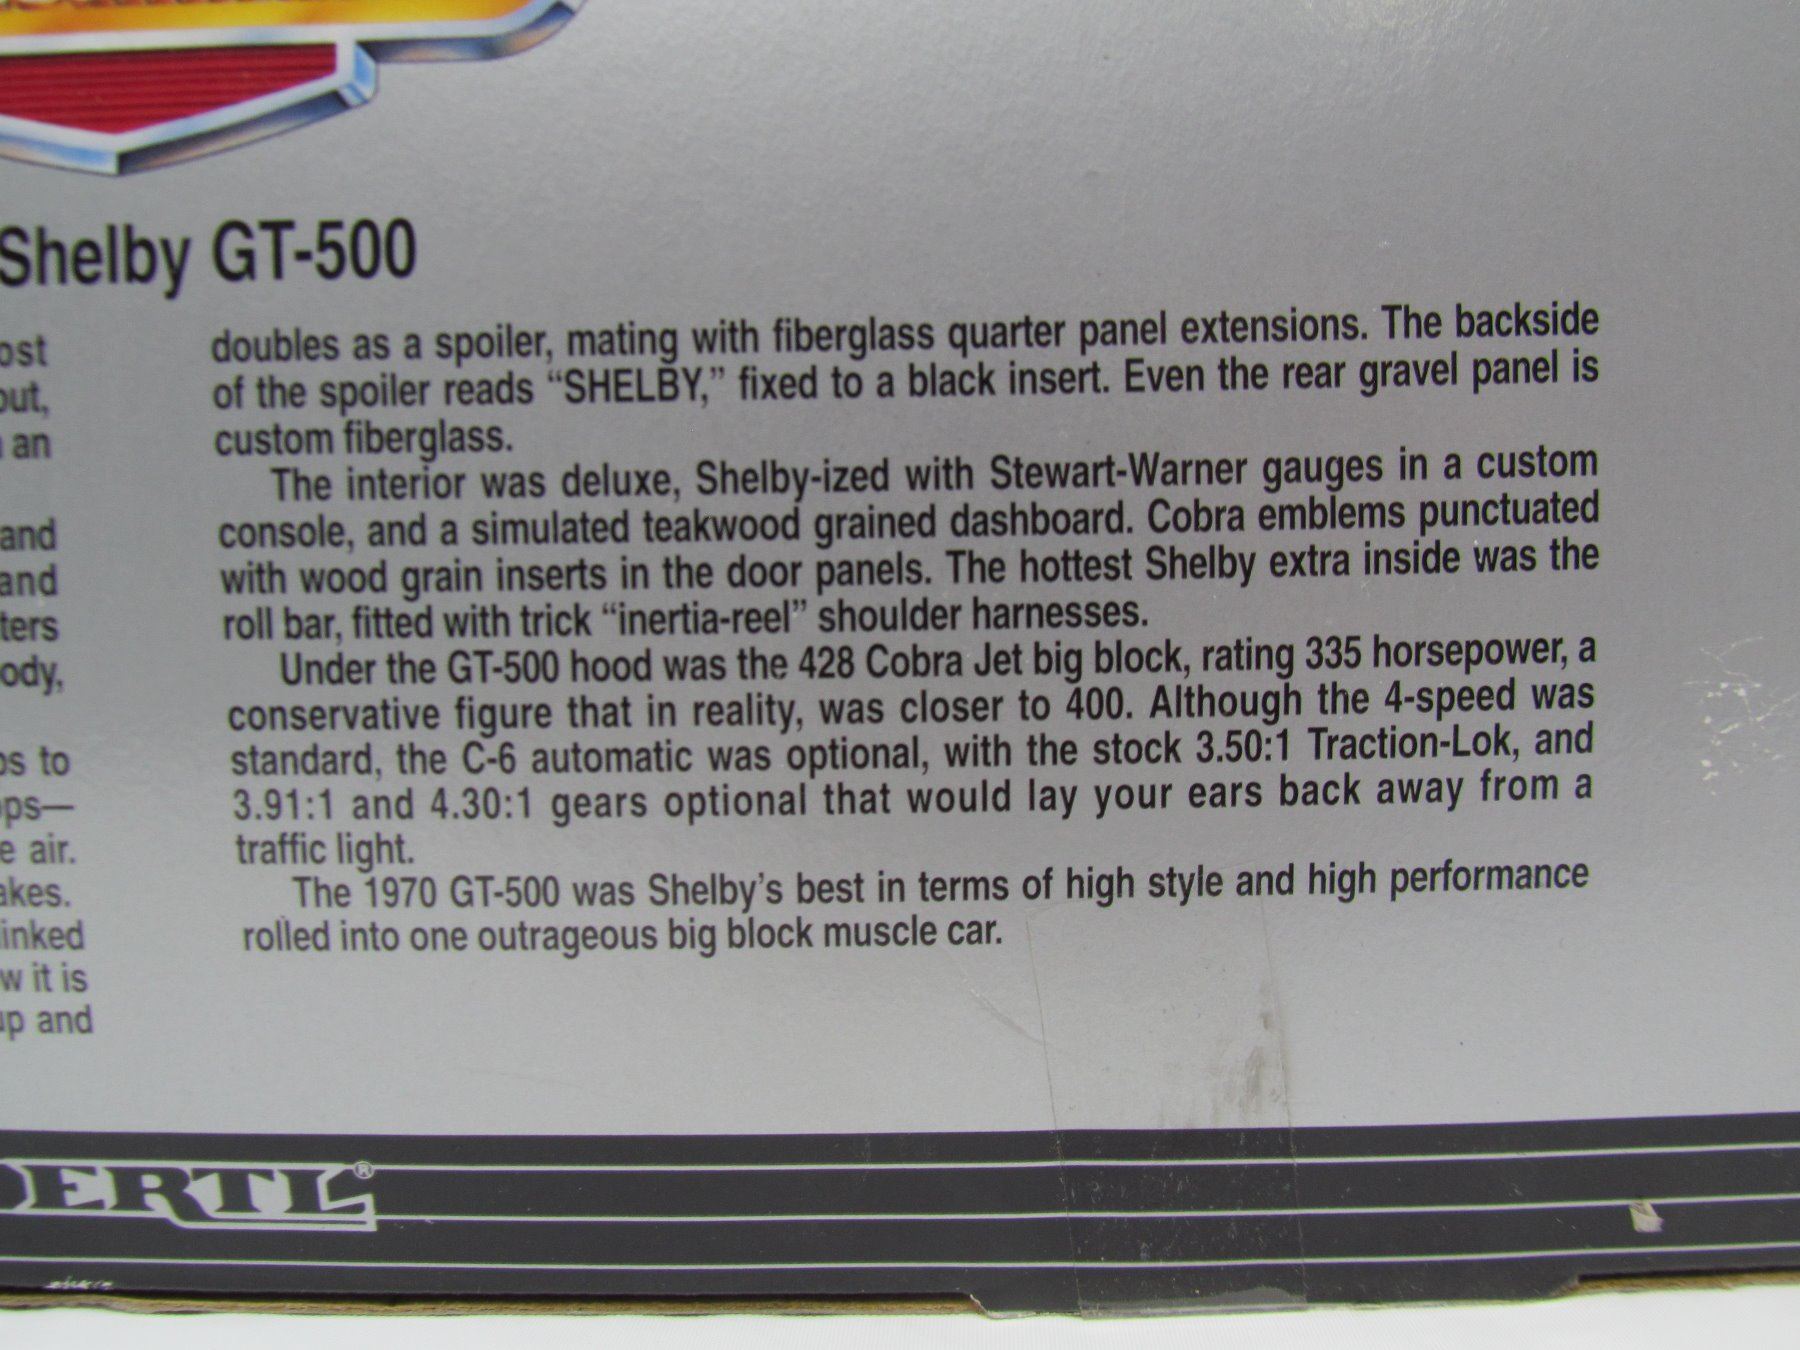 Shelby GT-500
doubles as a spoiler, mating with fiberglass quarter panel extensions. The backside
of the spoiler reads “SHELBY,” fixed to a black insert. Even the rear gravel panel is
custom fiberglass.
The interior was deluxe, Shelby-ized with Stewart-Warner gauges in a custom
console, and a simulated teakwood grained dashboard. Cobra emblems punctuated
with wood grain inserts in the door panels. The hottest Shelby extra inside was the
roll bar, fitted with trick “inertia-reel” shoulder harnesses.
Under the GT-500 hood was the 428 Cobra Jet big block, rating 335 horsepower, a
conservative figure that in reality, was closer to 400. Although the 4-speed was
standard, the C-6 automatic was optional, with the stock 3.50:1 Traction-Lok, and
3.91:1 and 4.30:1 gears optional that would lay your ears back away from a
traffic light.
The 1970 GT-500 was Shelby’s best in terms of high style and high performance
rolled into one outrageous big block muscle car.
an
and
and
to
air.
it is
and
ERTL®